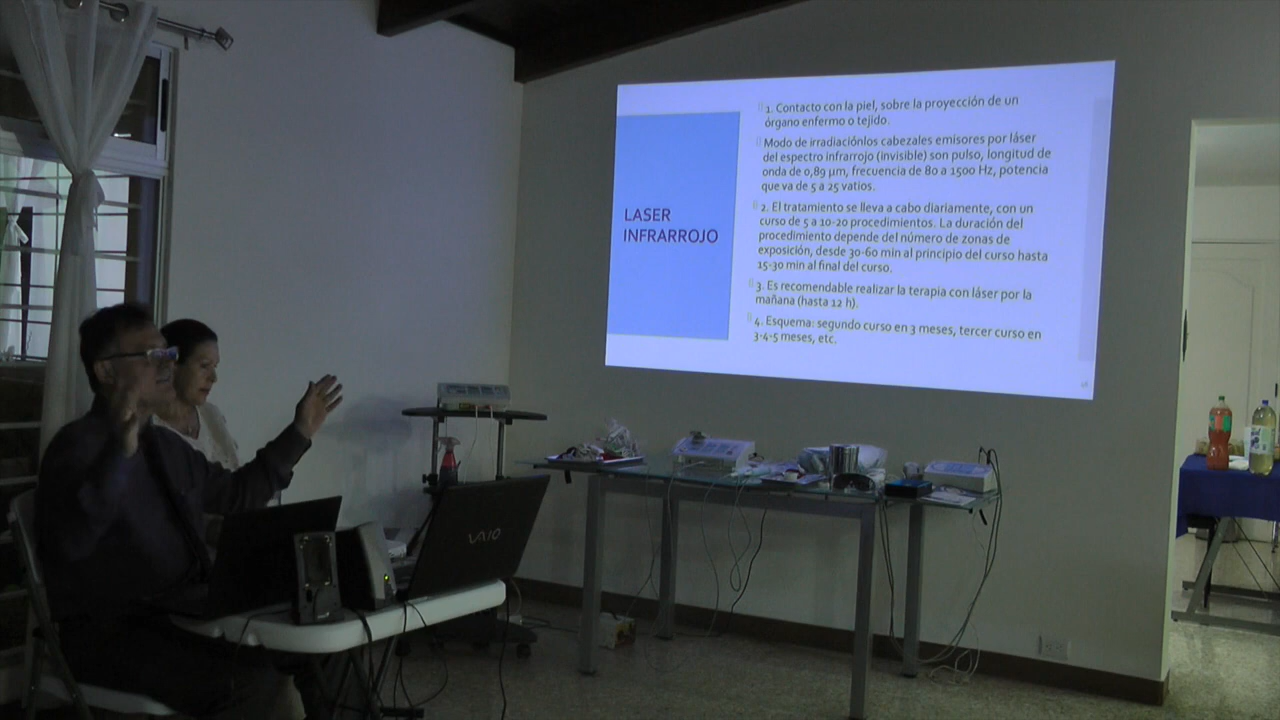 LASER
INFRARROJO
1. Contacto con la piel, sobre la proyección de un
órgano enfermo o tejido.
Modo de irradiaciónlos cabezales emisores por láser
del espectro infrarrojo (invisible) son pulso, longitud de
onda de 0,89 µm, frecuencia de 80 a 1500 Hz, potencia
que va de 5 a 25 vatios.
2. El tratamiento se lleva a cabo diariamente, con un
curso de 5 a 10-20 procedimientos. La duración del
procedimiento depende del número de zonas de
exposición, desde 30-60 min al principio del curso hasta
15-30 min al final del curso.
3. Es recomendable realizar la terapia con láser por la
mañana (hasta 12 h).
4. Esquema: segundo curso en 3 meses, tercer curso en
3-4-5 meses, etc.
VAIO